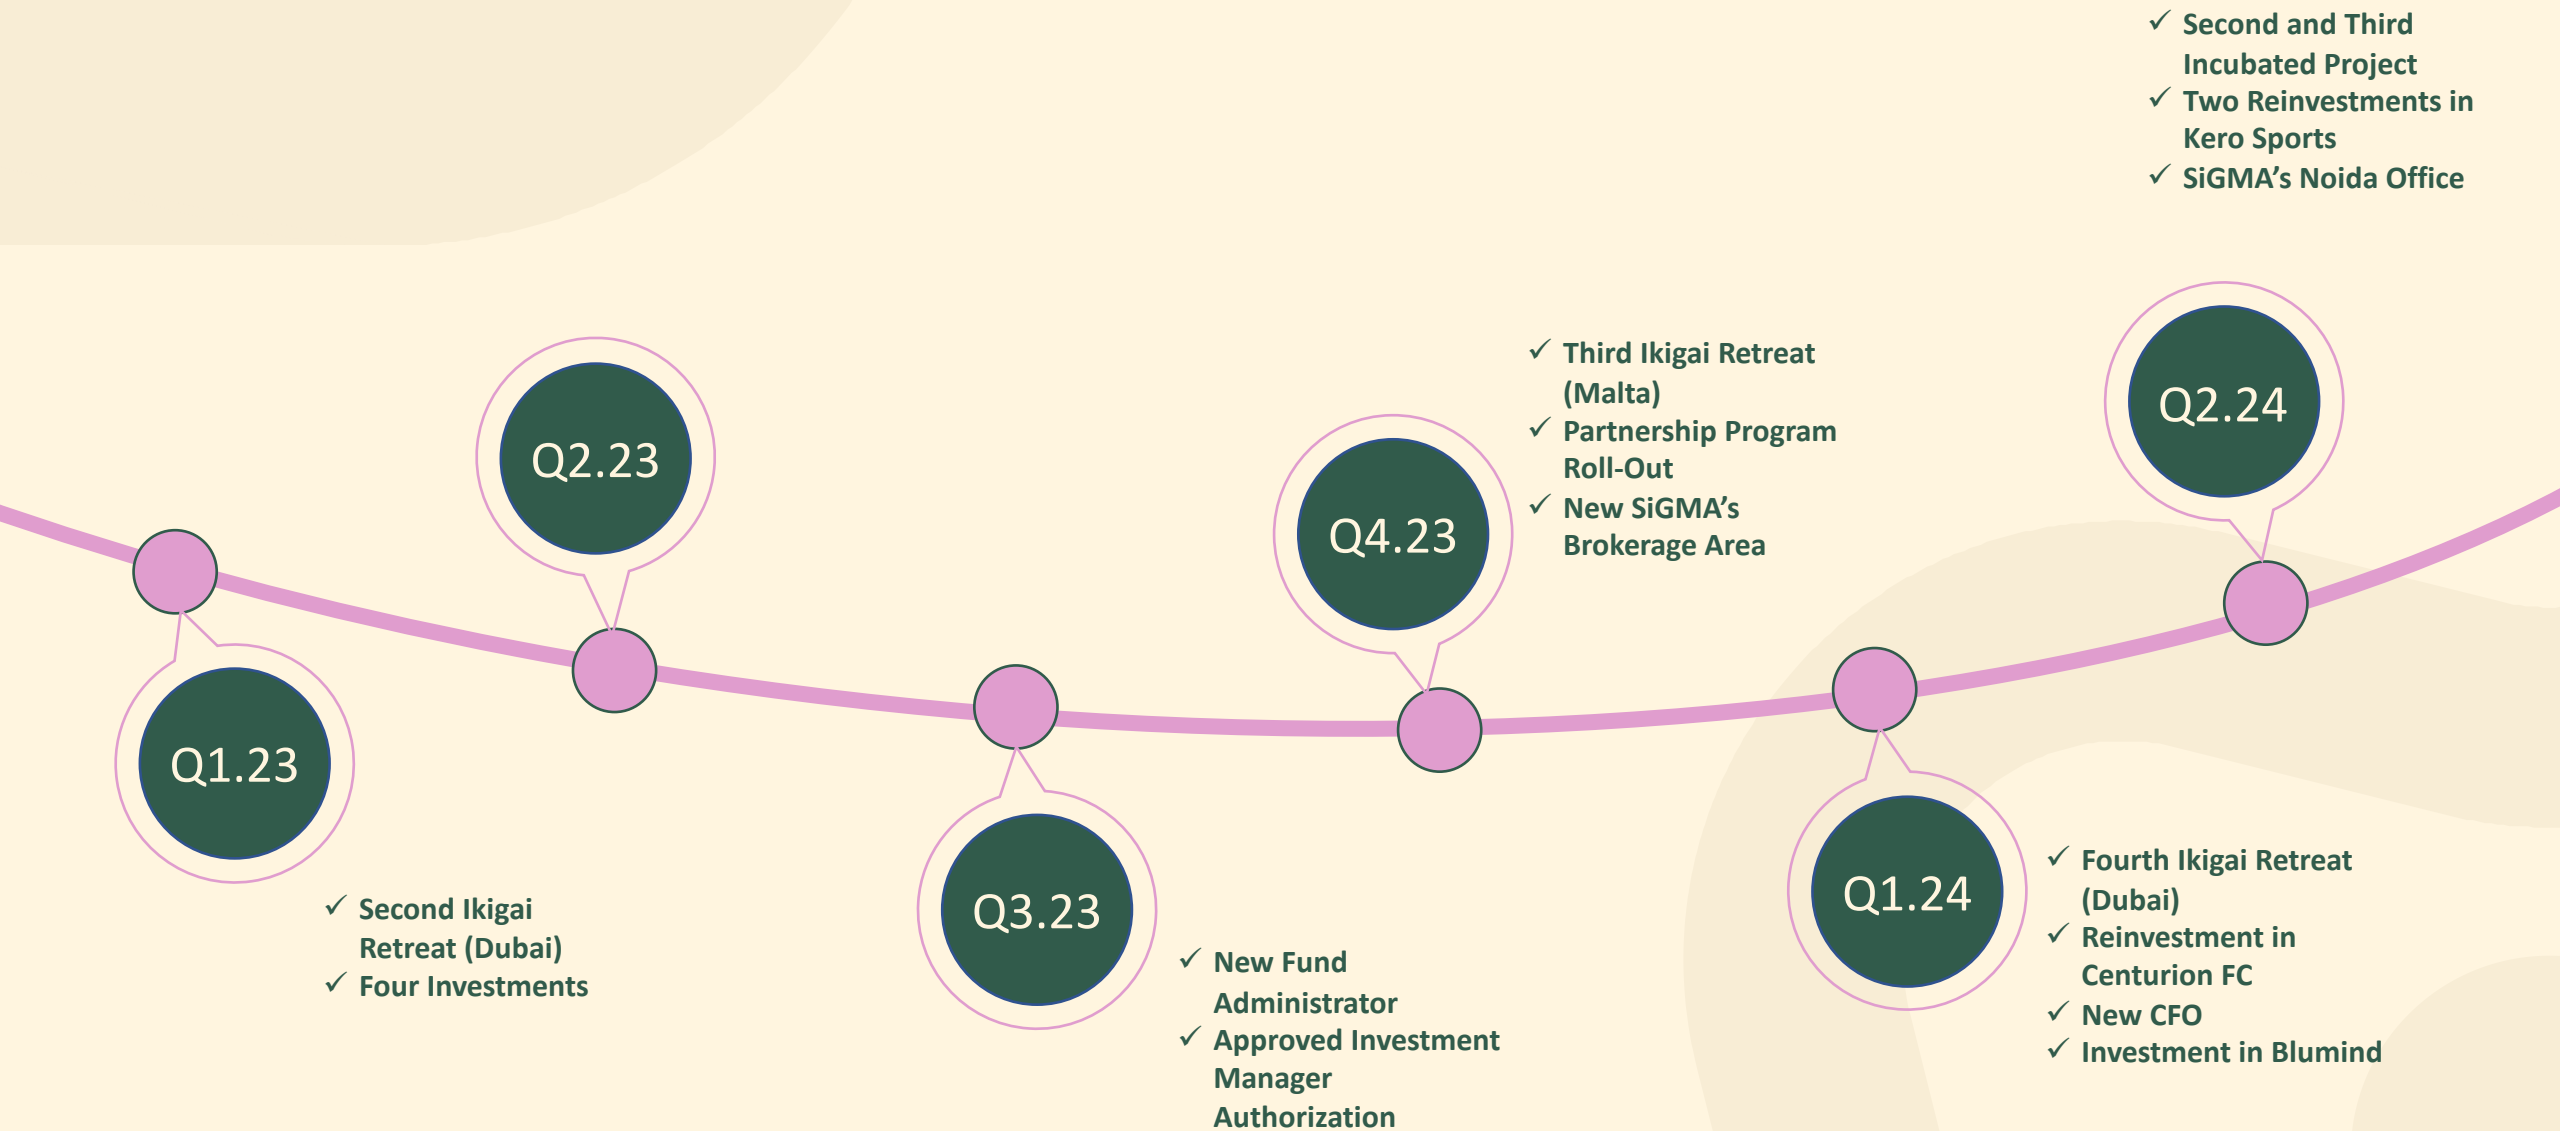 Q1.23
✓ Second Ikigai
Retreat (Dubai)
✓ Four Investments
Q2.23
Q3.23
✓ New Fund
Administrator
✓ Approved Investment
Manager
Authorization
Q4.23
✓ Third Ikigai Retreat
(Malta)
✓ Partnership Program
Roll-Out
✓ New SiGMA’s
Brokerage Area
Q1.24
✓ Fourth Ikigai Retreat
(Dubai)
✓ Reinvestment in
Centurion FC
✓ New CFO
✓ Investment in Blumind
Q2.24
✓ Second and Third
Incubated Project
✓ Two Reinvestments in
Kero Sports
✓ SiGMA’s Noida Office